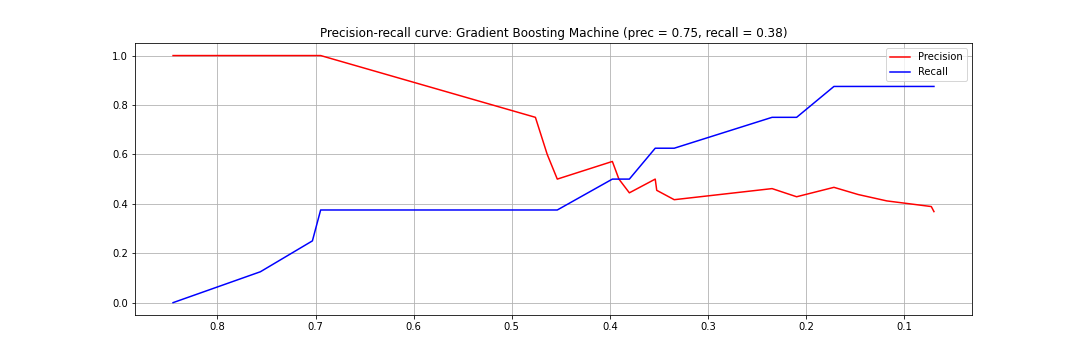 Precision-recall curve: Gradient Boosting Machine (prec = 0.75, recall = 0.38)
Precision
Recall
1.0
0.8
0.6
0.4
0.2
0.0
0.8 0.7 0.6 0.5 0.4 0.3 0.2 0.1